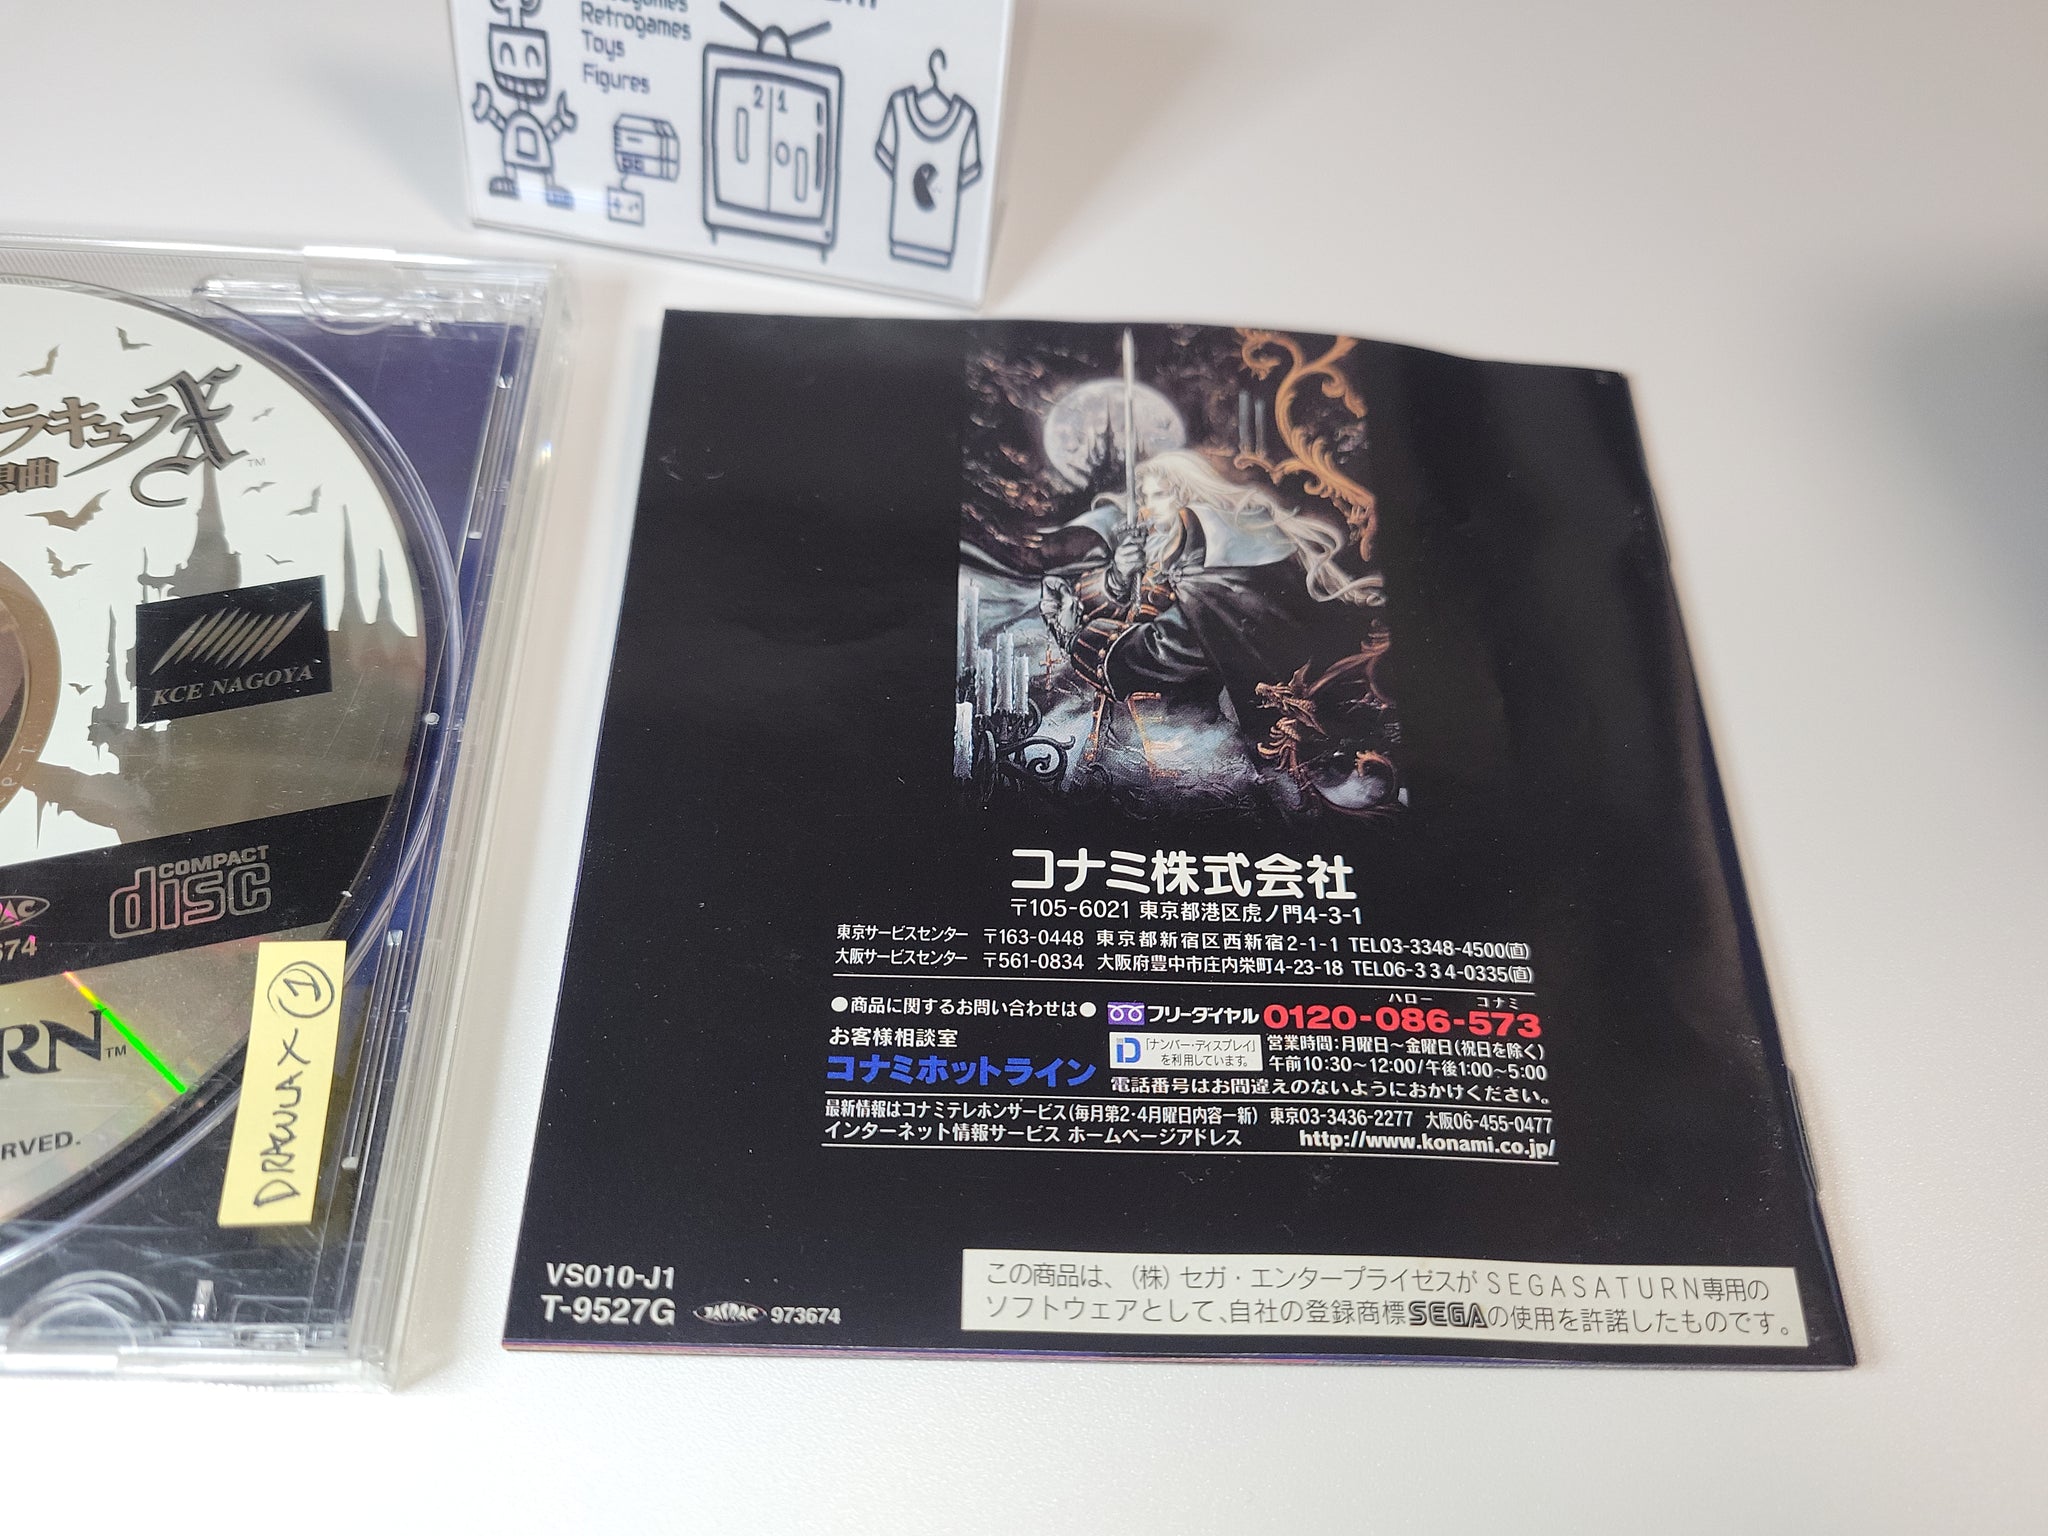 Retrogames
Toys
Figures
2 1
ラキュラX
TM
想曲
KCE NAGOYA
COMPACT
disc
RN TM
RVED.
DRAWLA X ①
コナミ株式会社
〒105-6021 東京都港区虎ノ門4-3-1
東京サービスセンター 〒163-0448 東京都新宿区西新宿2-1-1 TEL03-3348-4500(直)
大阪サービスセンター 〒561-0834 大阪府豊中市庄内栄町4-23-18 TEL06-334-0335(直)
●商品に関するお問い合わせは●
お客様相談室
コナミホットライン
ハロー コナミ
フリーダイヤル 0120-086-573
「ナンバー・ディスプレイ」
を利用しています。
営業時間:月曜日〜金曜日(祝日を除く)
午前10:30〜12:00/午後1:00〜5:00
電話番号はお間違えのないようにおかけください。
最新情報はコナミテレホンサービス(毎月第2・4月曜日内容一新) 東京03-3436-2277 大阪06-455-0477
インターネット情報サービス ホームページアドレス http://www.konami.co.jp/
VS010-J1
T-9527G 973674
この商品は、(株)セガ・エンタープライゼスがSEGASATURN専用の
ソフトウェアとして、自社の登録商標SEGAの使用を許諾したものです。